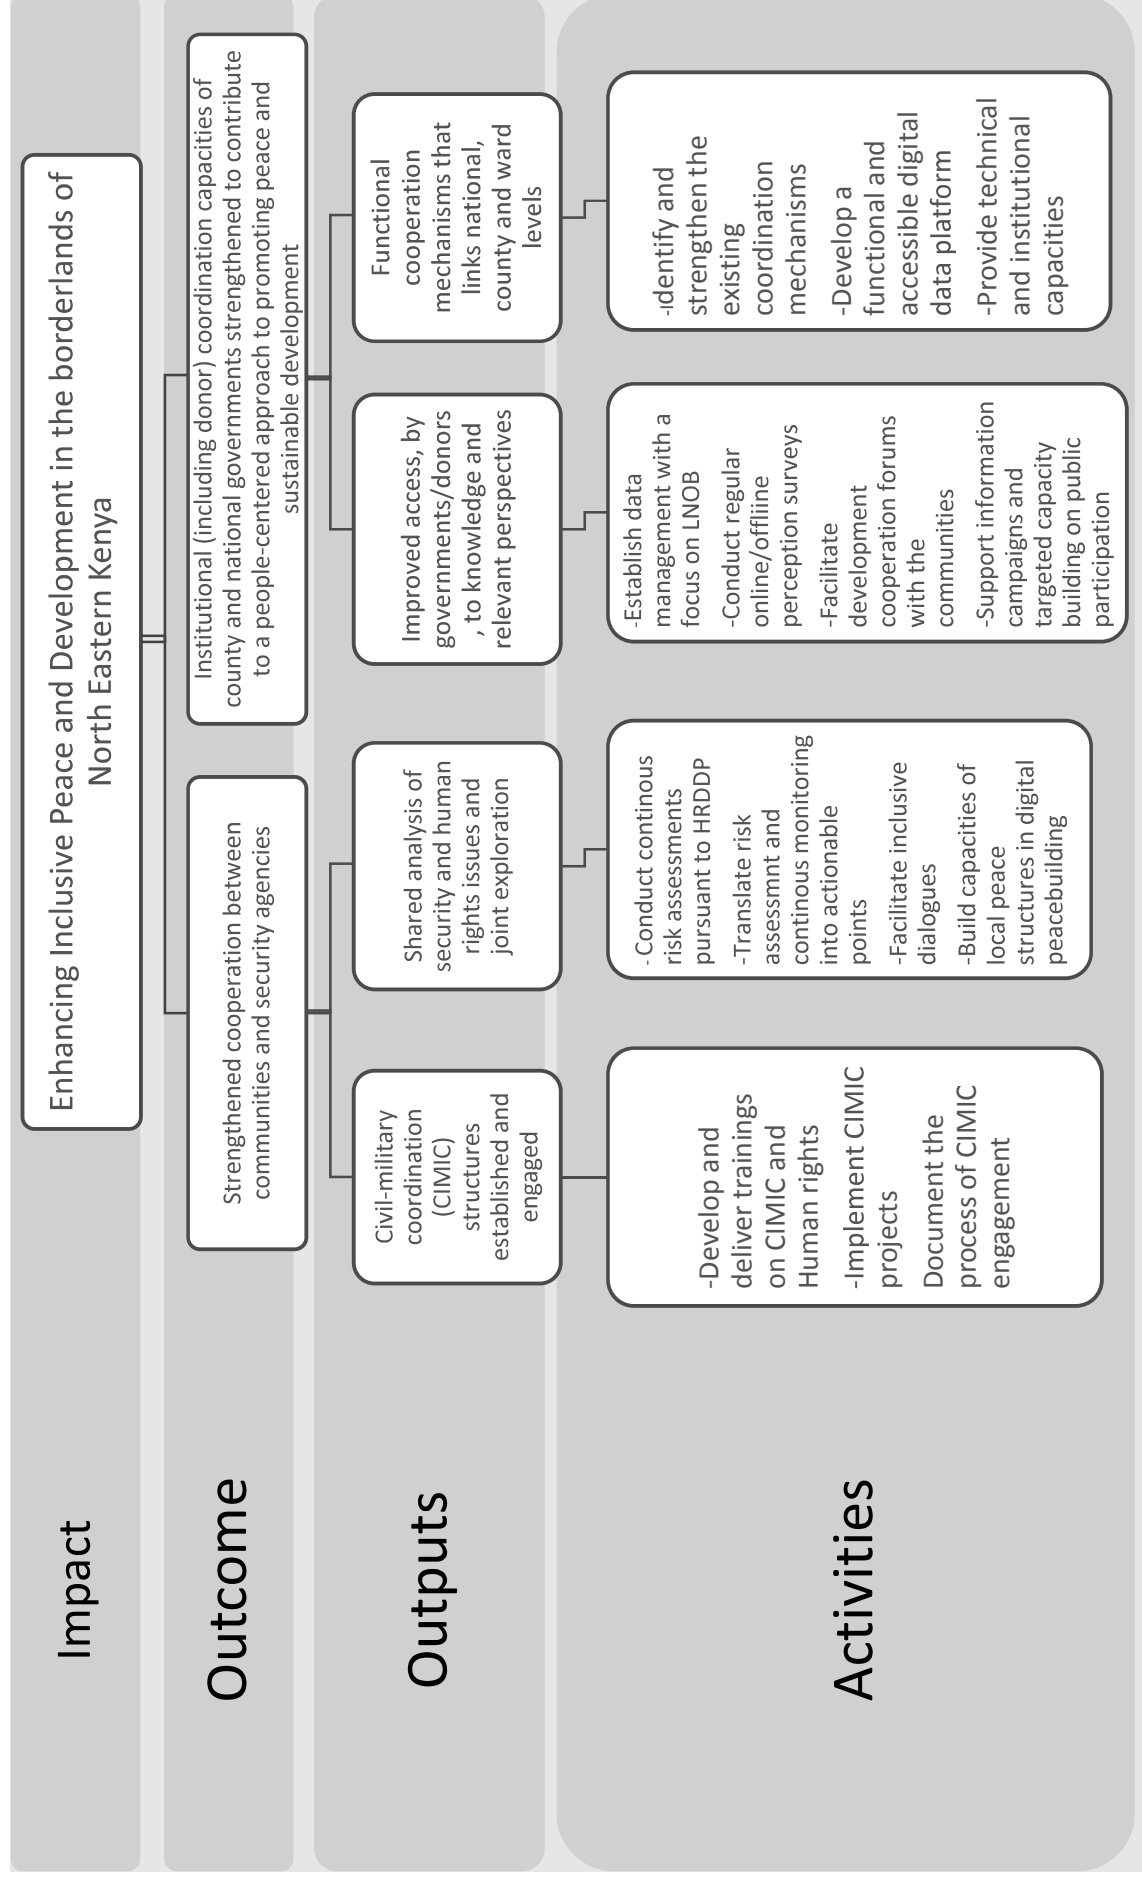 Impact
Enhancing Inclusive Peace and Development in the borderlands of
North Eastern Kenya
Outcome
Strengthened cooperation between
communities and security agencies
Institutional (including donor) coordination capacities of
county and national governments strengthened to contribute
to a people-centered approach to promoting peace and
sustainable development
Outputs
Civil-military
coordination
(CIMIC)
structures
established and
engaged
Shared analysis of
security and human
rights issues and
joint exploration
Improved access, by
governments/donors
, to knowledge and
relevant perspectives
Functional
cooperation
mechanisms that
links national,
county and ward
levels
Activities
-Develop and
deliver trainings
on CIMIC and
Human rights
-Implement CIMIC
projects
Document the
process of CIMIC
engagement
- Conduct continous
risk assessments
pursuant to HRDDP
-Translate risk
assessmnt and
continous monitoring
into actionable
points
-Facilitate inclusive
dialogues
-Build capacities of
local peace
structures in digital
peacebuilding
-Establish data
management with a
focus on LNOB
-Conduct regular
online/offliine
perception surveys
-Facilitate
development
cooperation forums
with the
communities
-Support information
campaigns and
targeted capacity
building on public
participation
-Identify and
strengthen the
existing
coordination
mechanisms
-Develop a
functional and
accessible digital
data platform
-Provide technical
and institutional
capacities